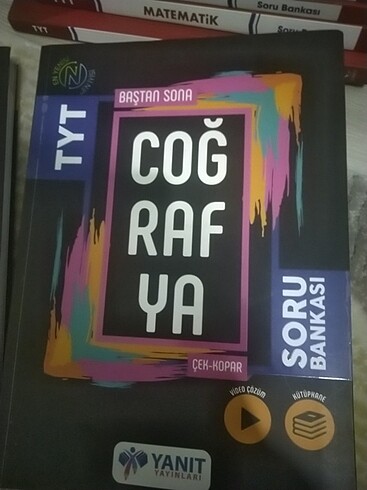 Soru Bankası
TYT
MATEMATİK
TYT
BAŞTAN SONA
COĞ
RAF
YA
SORU
BANKASI
ÇEK-KOPAR
VİDEO ÇÖZÜM
KÜTÜPHANE
YANIT
YAYINLARI